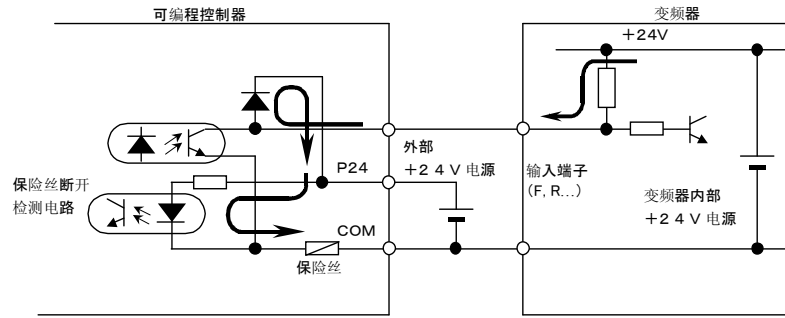 可编程控制器
变频器
＋24V
外部
＋２４Ｖ电源
P24
输入端子
(F, R...)
保险丝断开
检测电路
变频器内部
＋２４Ｖ电源
COM
保险丝